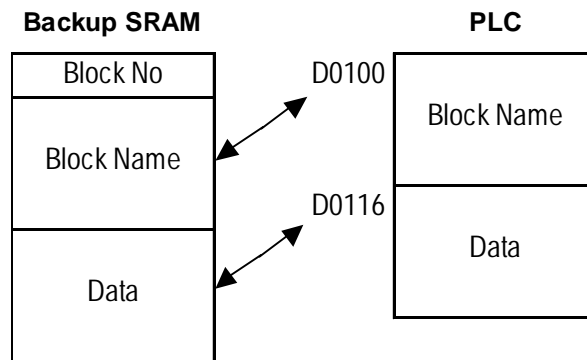 Backup SRAM
PLC
Block No
D0100
Block Name
Block Name
D0116
Data
Data